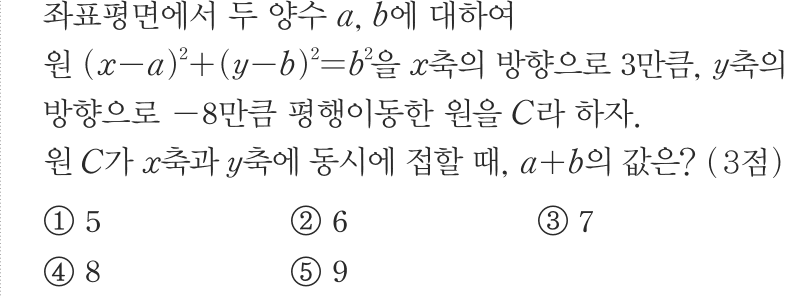 좌표평면에서 두 양수 a, b에 대하여
원 (x−a)²+(y−b)²=b²을 x축의 방향으로 3만큼, y축의
방향으로 −8만큼 평행이동한 원을 C라 하자.
원 C가 x축과 y축에 동시에 접할 때, a+b의 값은? (3점)
① 5 ② 6 ③ 7
④ 8 ⑤ 9